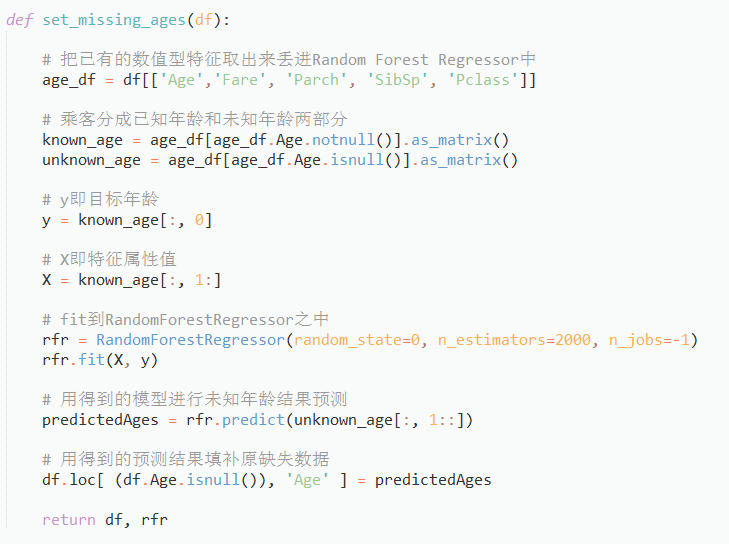 def set_missing_ages(df):
# 把已有的数值型特征取出来丢进Random Forest Regressor中
age_df = df[['Age','Fare', 'Parch', 'SibSp', 'Pclass']]
# 乘客分成已知年龄和未知年龄两部分
known_age = age_df[age_df.Age.notnull()].as_matrix()
unknown_age = age_df[age_df.Age.isnull()].as_matrix()
# y即目标年龄
y = known_age[:, 0]
# X即特征属性值
X = known_age[:, 1:]
# fit到RandomForestRegressor之中
rfr = RandomForestRegressor(random_state=0, n_estimators=2000, n_jobs=-1)
rfr.fit(X, y)
# 用得到的模型进行未知年龄结果预测
predictedAges = rfr.predict(unknown_age[:, 1::])
# 用得到的预测结果填补原缺失数据
df.loc[ (df.Age.isnull()), 'Age' ] = predictedAges
return df, rfr